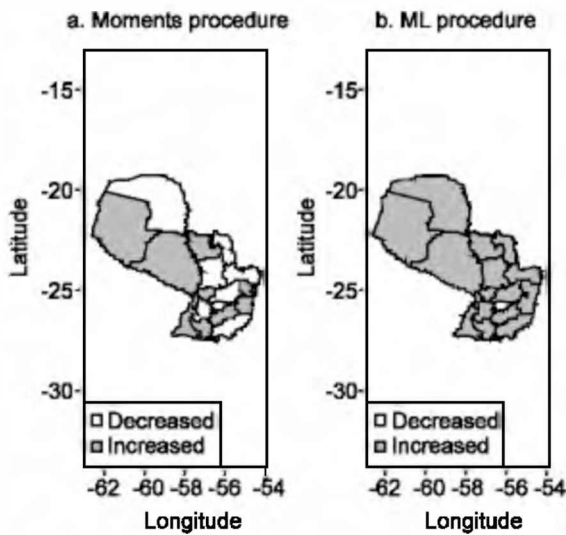 a. Moments procedure
b. ML procedure
Latitude
-15
-20
-25
-30
Decreased
Increased
-62 -60 -58 -56 -54
Longitude
Latitude
-15
-20
-25
-30
Decreased
Increased
-62 -60 -58 -56 -54
Longitude